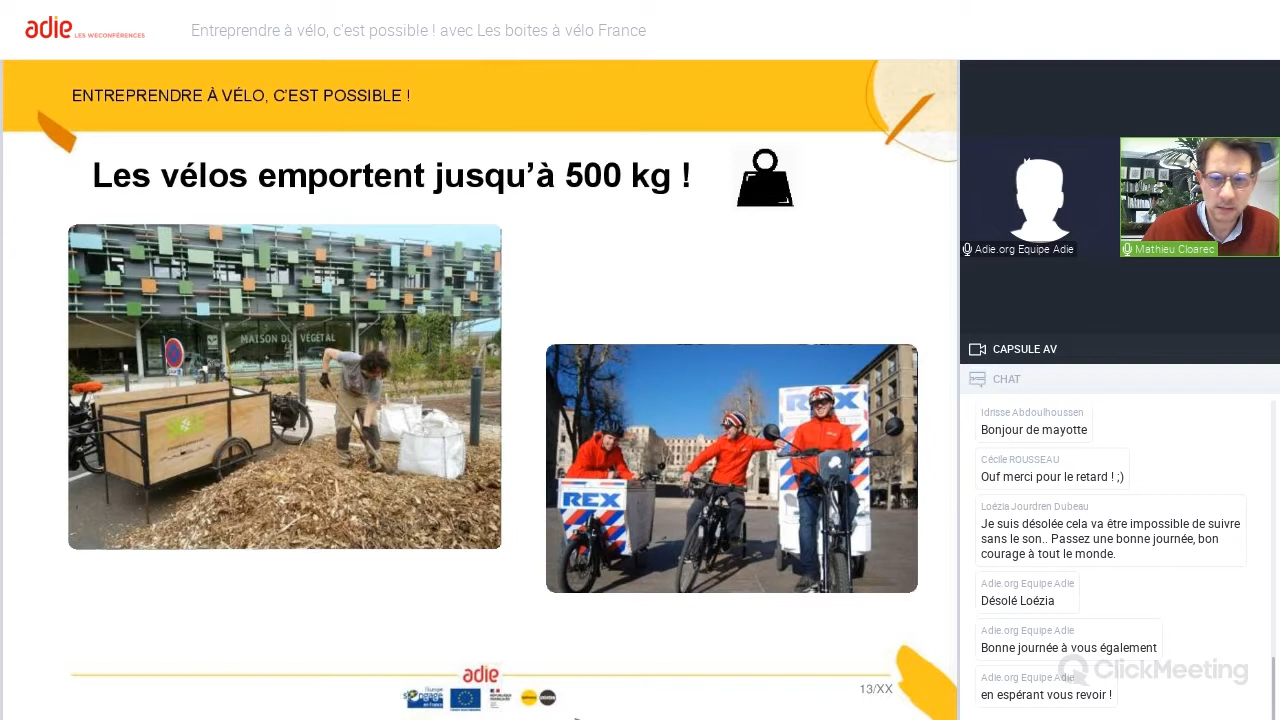 adie LES WECONFÉRENCES
Entreprendre à vélo, c'est possible ! avec Les boites à vélo France
ENTREPRENDRE À VÉLO, C'EST POSSIBLE !
Les vélos emportent jusqu'à 500 kg !
MAISON DU VÉGÉTAL
REX
REX
adie
l'Europe
s'engage
en France
13/XX
Adie.org Equipe Adie
Mathieu Cloarec
CAPSULE AV
CHAT
Idrisse Abdoulhoussen
Bonjour de mayotte
Cécile ROUSSEAU
Ouf merci pour le retard ! ;)
Loézia Jourdren Dubeau
Je suis désolée cela va être impossible de suivre
sans le son.. Passez une bonne journée, bon
courage à tout le monde.
Adie.org Equipe Adie
Désolé Loézia
Adie.org Equipe Adie
Bonne journée à vous également
ClickMeeting
Adie.org Equipe Adie
En espérant vous revoir !